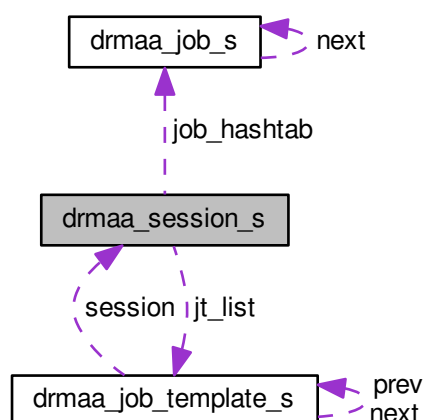 drmaa_job_s
next
job_hashtab
drmaa_session_s
session
jt_list
drmaa_job_template_s
prev
next